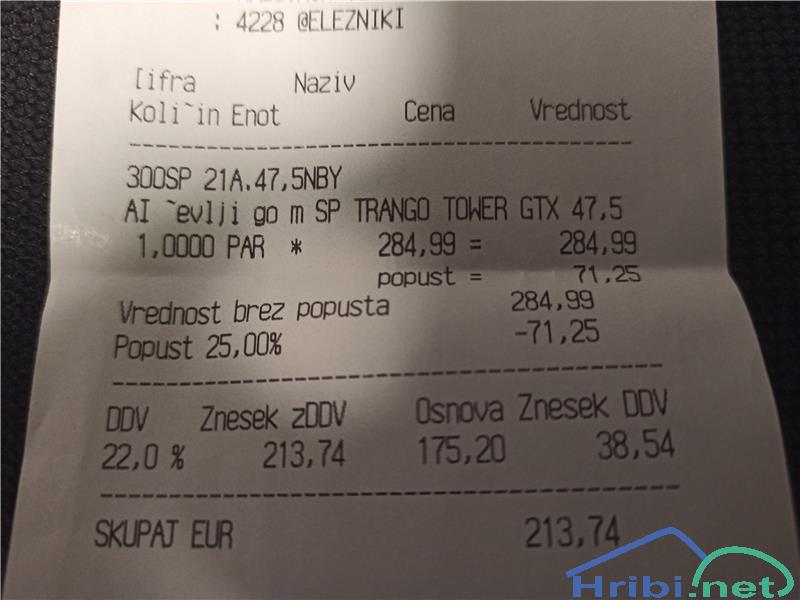 : 4228 @ELEZNIKI
[ifra Naziv
Koli~in Enot Cena Vrednost
300SP 21A.47,5NBY
AI ~evlji go m SP TRANGO TOWER GTX 47,5
1,0000 PAR * 284,99 = 284,99
popust = 71,25
Vrednost brez popusta 284,99
Popust 25,00% -71,25
DDV Znesek zDDV Osnova Znesek DDV
22,0 % 213,74 175,20 38,54
SKUPAJ EUR 213,74
Hribi.net